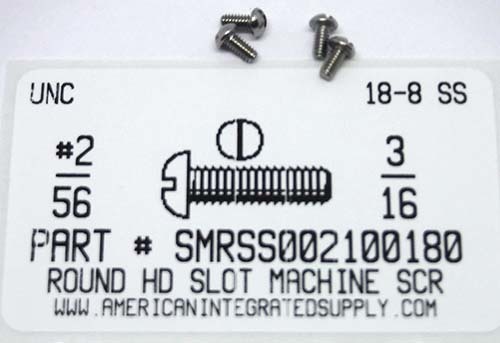 UNC 18-8 SS
#2 3
56 16
PART # SMRSS002100180
ROUND HD SLOT MACHINE SCR
WWW.AMERICANINTEGRATEDSUPPLY.COM